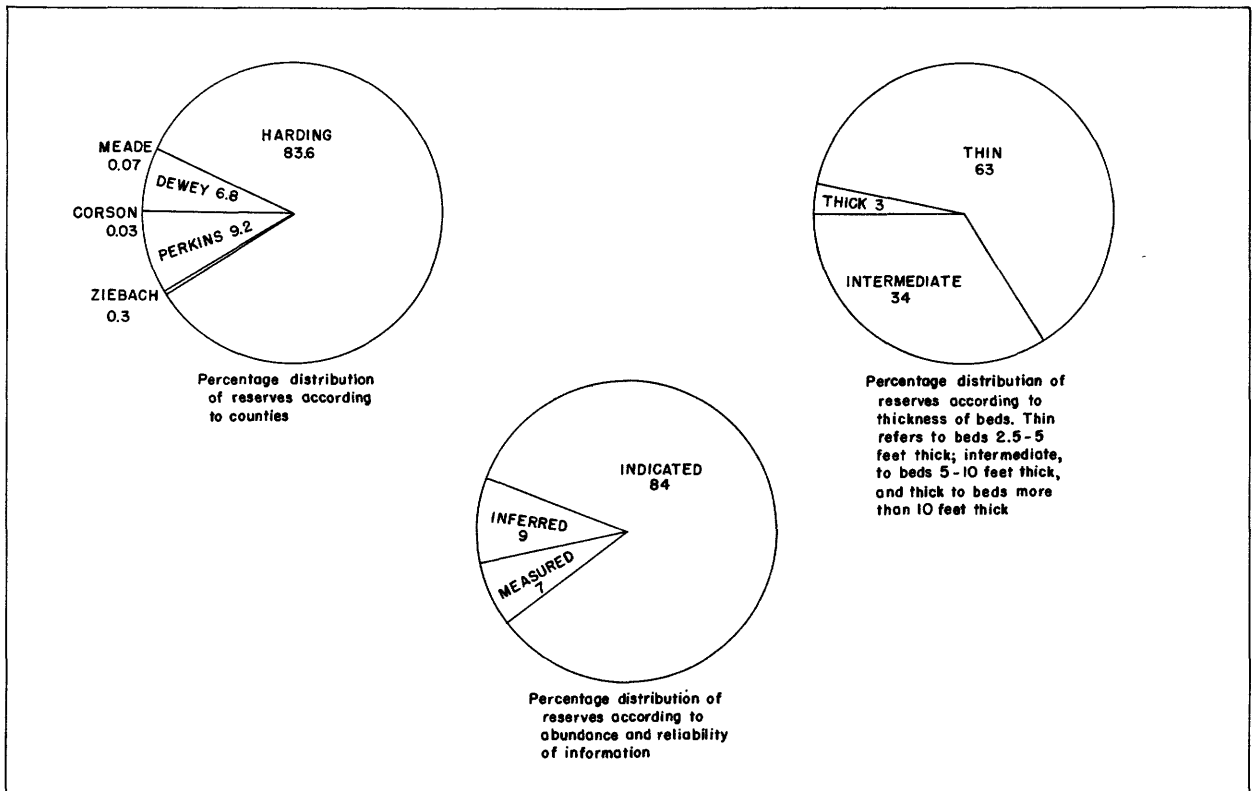 HARDING
83.6
MEADE
0.07
DEWEY 6.8
CORSON
0.03
PERKINS 9.2
ZIEBACH
0.3
Percentage distribution
of reserves according
to counties
THIN
63
THICK 3
INTERMEDIATE
34
Percentage distribution of
reserves according to
thickness of beds. Thin
refers to beds 2.5-5
feet thick; intermediate,
to beds 5-10 feet thick,
and thick to beds more
than 10 feet thick
INDICATED
84
INFERRED
9
MEASURED
7
Percentage distribution of
reserves according to
abundance and reliability
of information